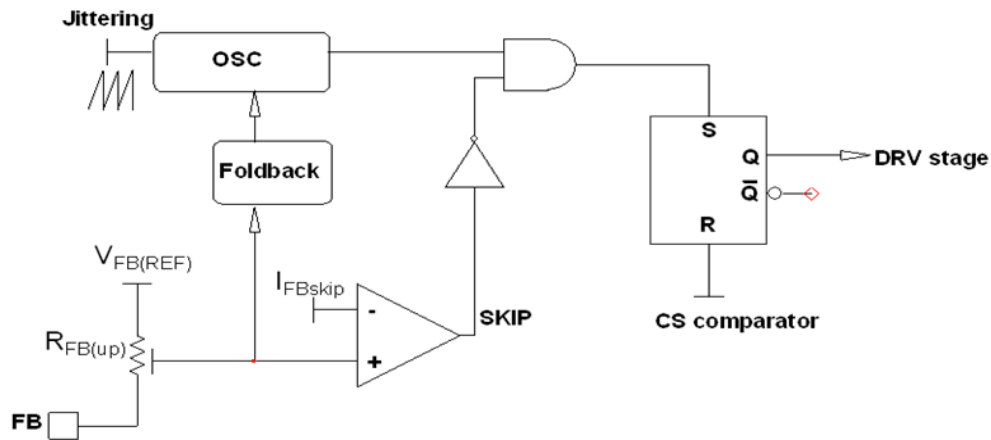 Jittering
OSC
Foldback
S
Q
DRV stage
Q̅
R
V_FB(REF)
I_FBskip
-
SKIP
R_FB(up)
+
CS comparator
FB